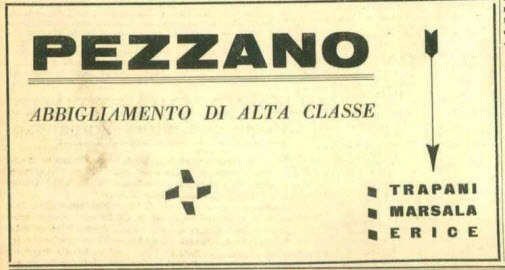 PEZZANO
ABBIGLIAMENTO DI ALTA CLASSE
TRAPANI
MARSALA
ERICE